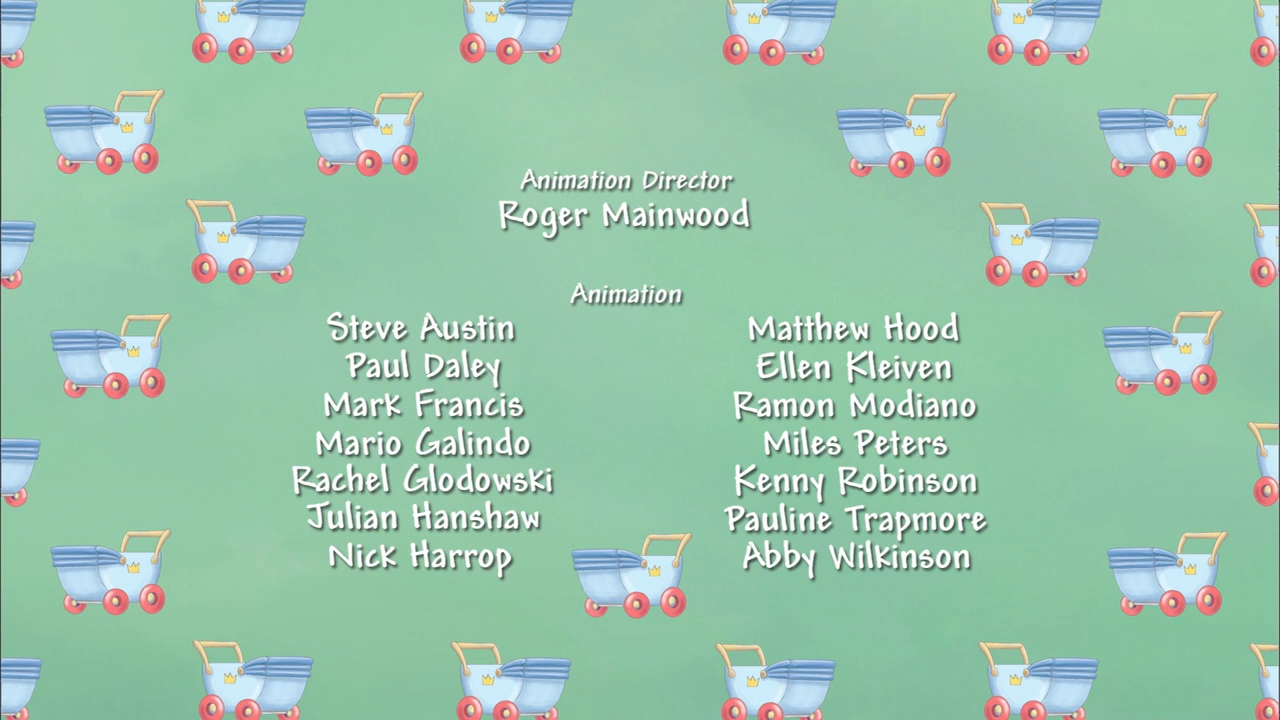 Animation Director
Roger Mainwood
Animation
Steve Austin
Paul Daley
Mark Francis
Mario Galindo
Rachel Glodowski
Julian Hanshaw
Nick Harrop
Matthew Hood
Ellen Kleiven
Ramon Modiano
Miles Peters
Kenny Robinson
Pauline Trapmore
Abby Wilkinson